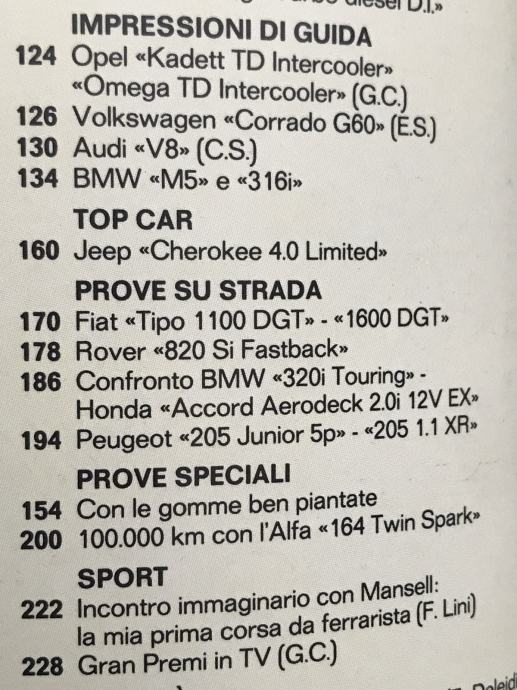 diesel D.I.»
IMPRESSIONI DI GUIDA
124 Opel «Kadett TD Intercooler»
«Omega TD Intercooler» (G.C.)
126 Volkswagen «Corrado G60» (E.S.)
130 Audi «V8» (C.S.)
134 BMW «M5» e «316i»
TOP CAR
160 Jeep «Cherokee 4.0 Limited»
PROVE SU STRADA
170 Fiat «Tipo 1100 DGT» - «1600 DGT»
178 Rover «820 Si Fastback»
186 Confronto BMW «320i Touring» -
Honda «Accord Aerodeck 2.0i 12V EX»
194 Peugeot «205 Junior 5p» - «205 1.1 XR»
PROVE SPECIALI
154 Con le gomme ben piantate
200 100.000 km con l'Alfa «164 Twin Spark»
SPORT
222 Incontro immaginario con Mansell:
la mia prima corsa da ferrarista (F. Lini)
228 Gran Premi in TV (G.C.)